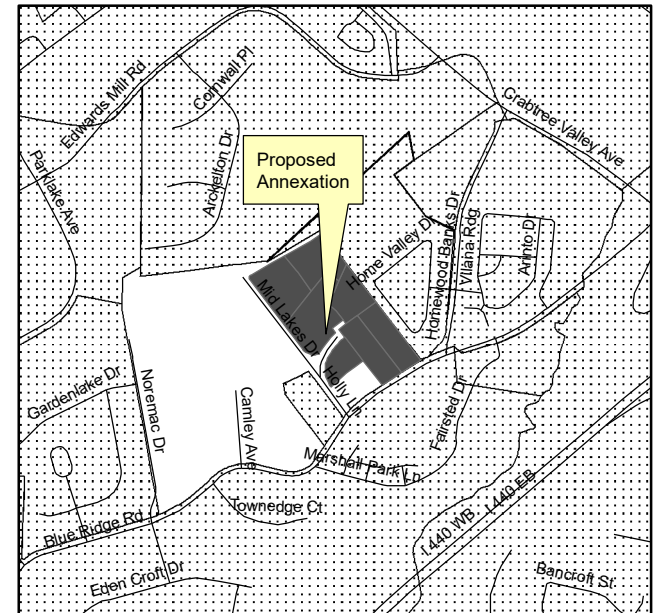 Edwards Mill Rd
Cornwall Pl
Crabtree Valley Ave
Parklake Ave
Arckelton Dr
Proposed
Annexation
Home Valley Dr
Homewood Banks Dr
Villana Rdg
Arinto Dr
Mid Lakes Dr
Holly Ln
Gardenlake Dr
Noremac Dr
Camley Ave
Fairsted Dr
Marshall Park Ln
Townedge Ct
Blue Ridge Rd
I 440 WB
I 440 EB
Eden Croft Dr
Bancroft St